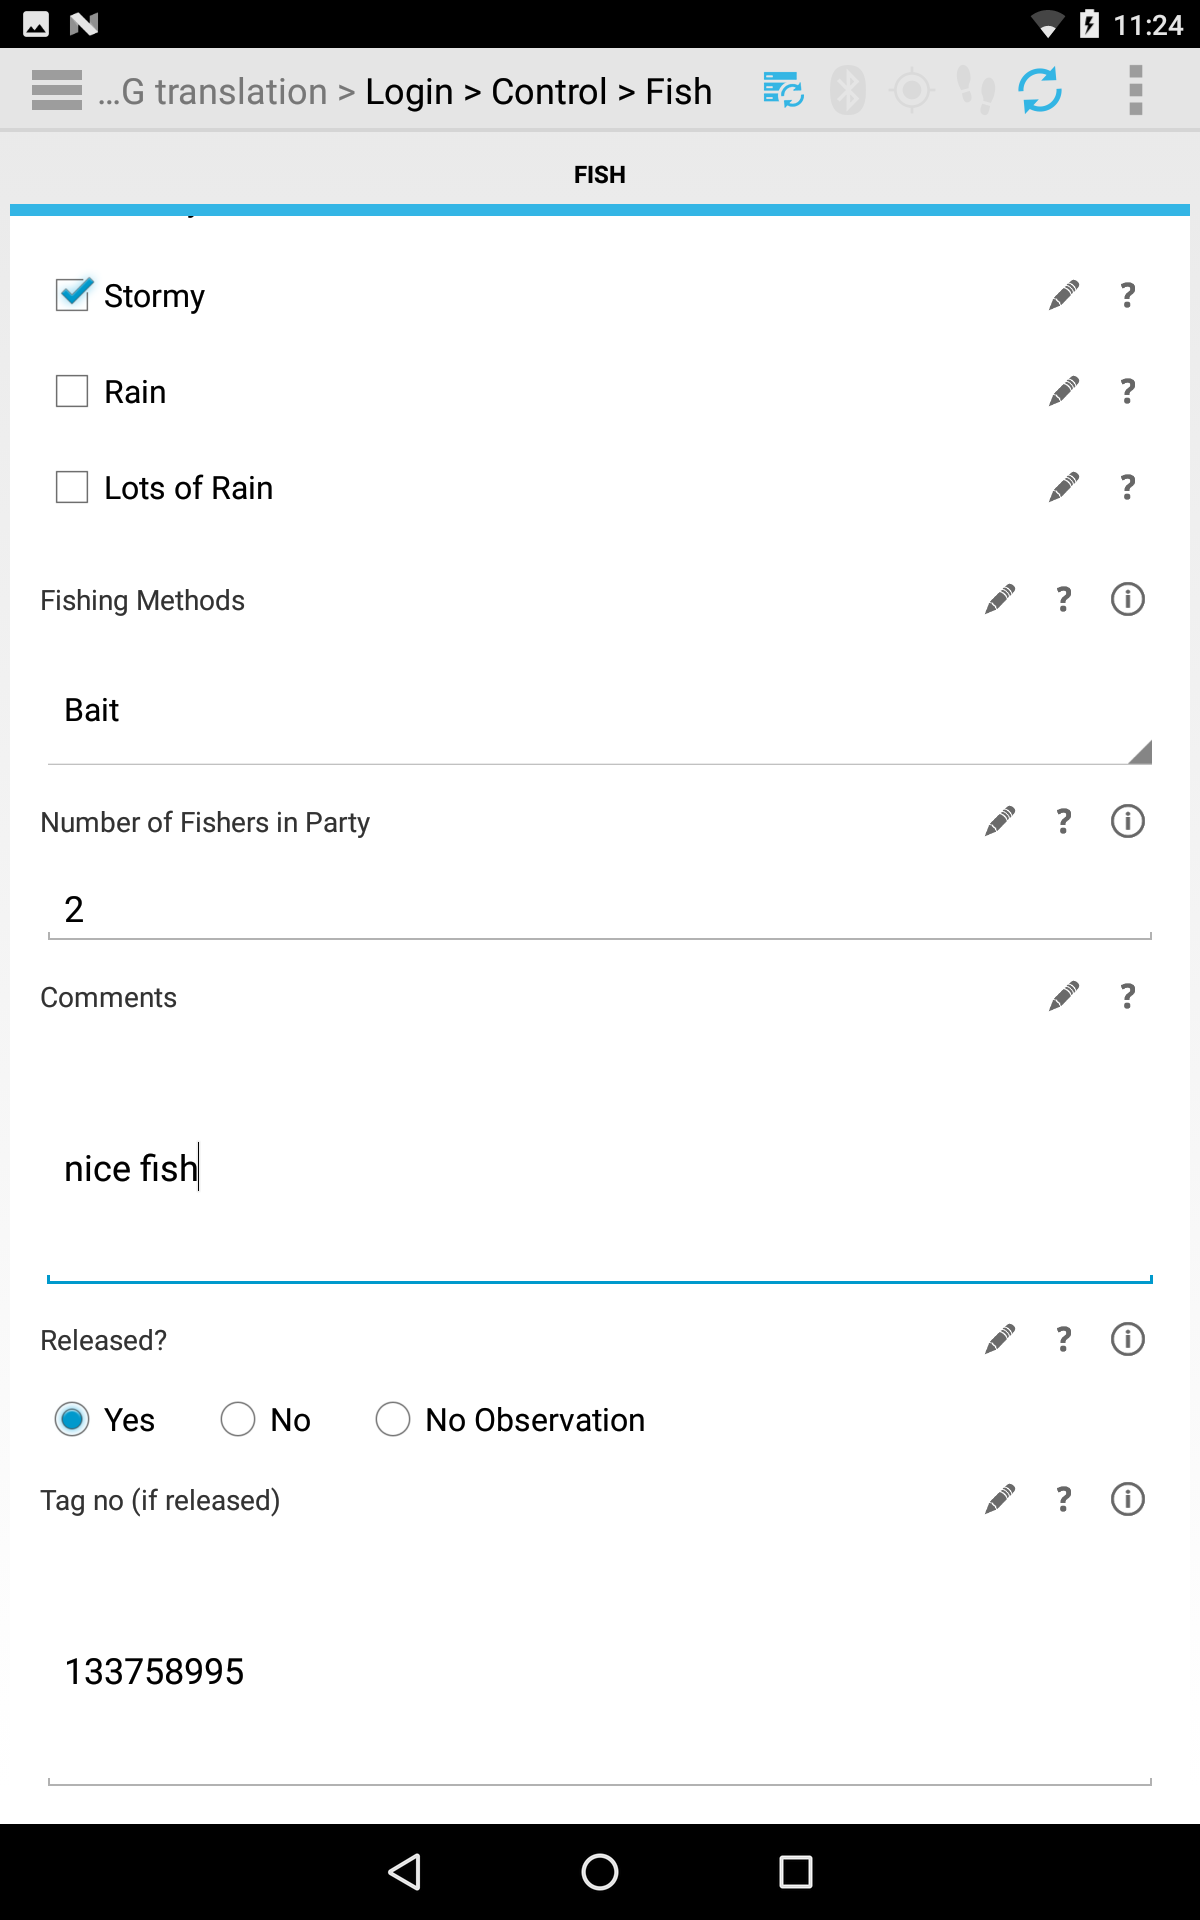 11:24
...G translation > Login > Control > Fish
FISH
Stormy ?
Rain ?
Lots of Rain ?
Fishing Methods ?
Bait
Number of Fishers in Party ?
2
Comments ?
nice fish
Released? ?
Yes No No Observation
Tag no (if released) ?
133758995